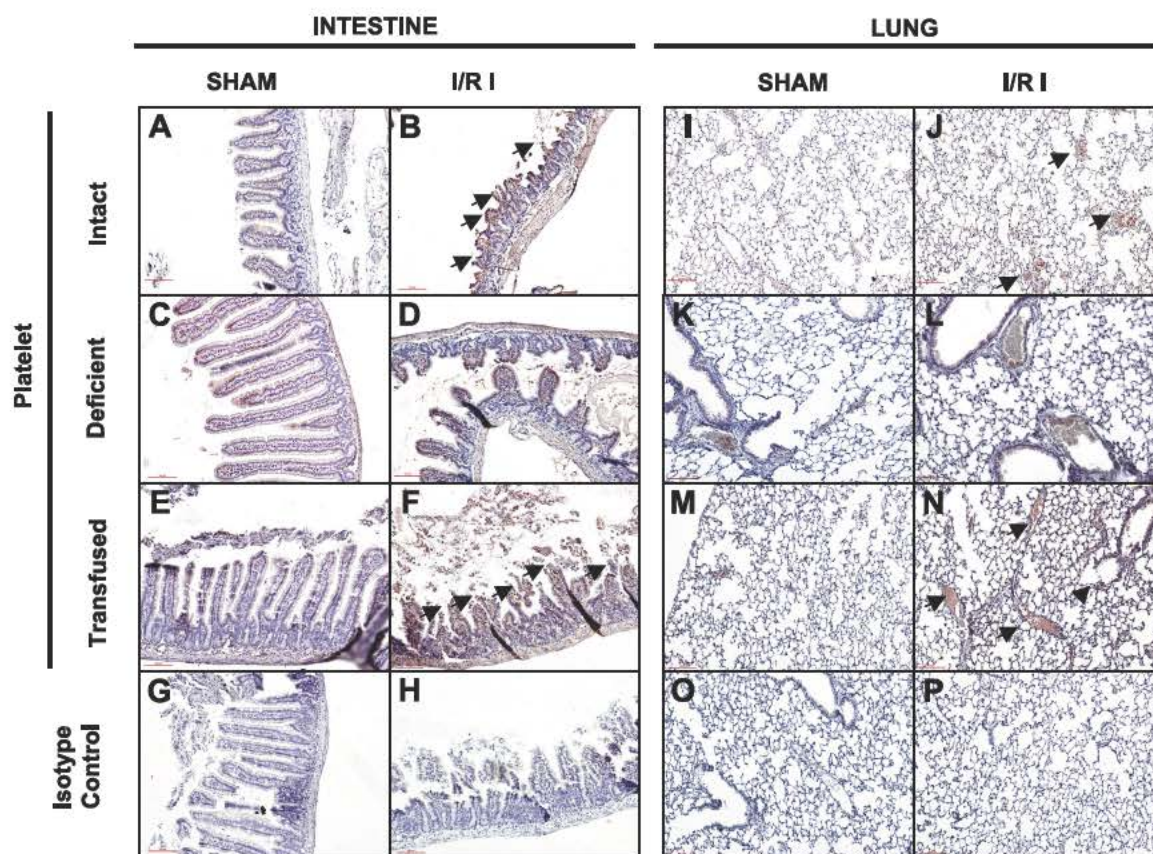 INTESTINE LUNG
SHAM I/R I SHAM I/R I
Platelet
Intact
A B I J
Deficient
C D K L
Transfused
E F M N
Isotype
Control
G H O P